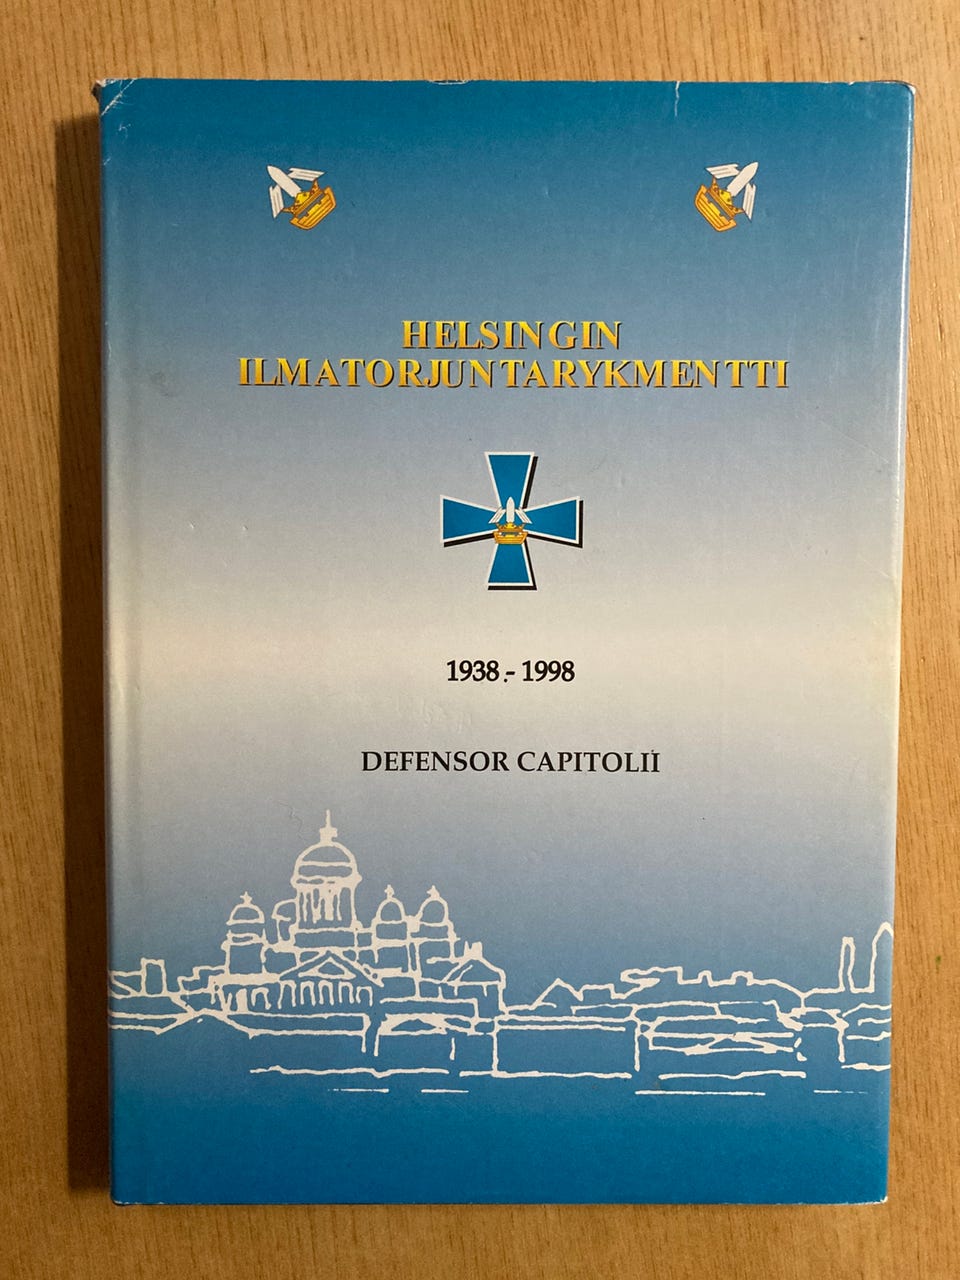 HELSINGIN
ILMATORJUNTARYKMENTTI
1938 - 1998
DEFENSOR CAPITOLII